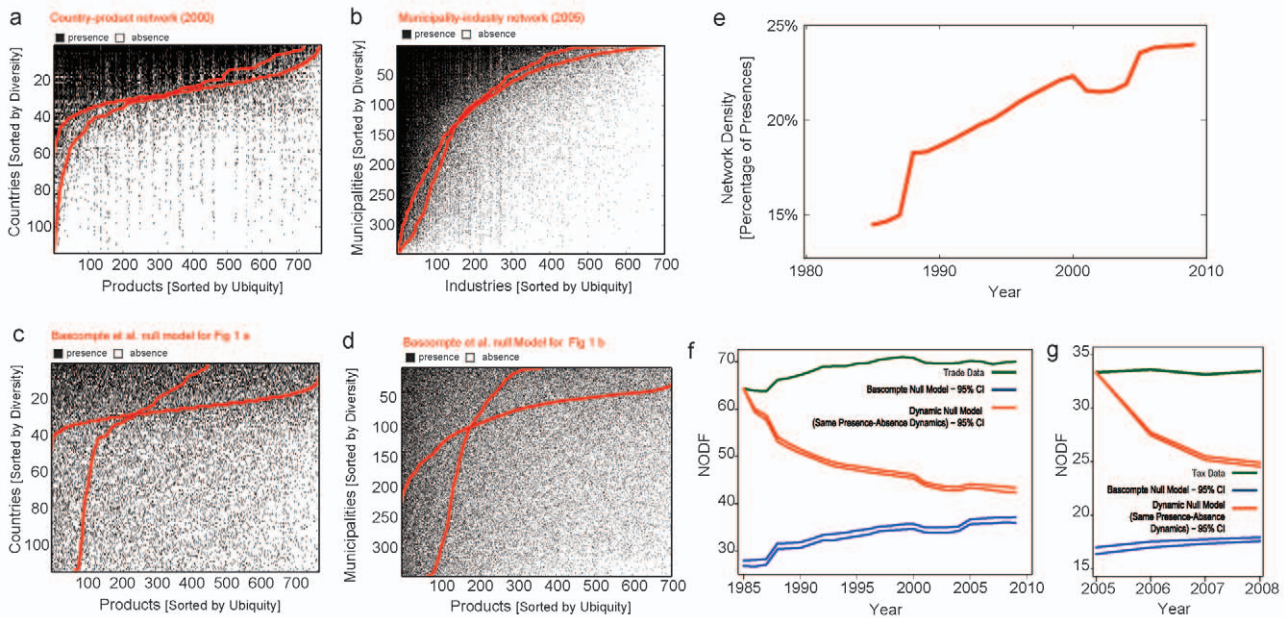 a
Country-product network (2000)
presence absence
Countries [Sorted by Diversity]
20
40
60
80
100
100 200 300 400 500 600 700
Products [Sorted by Ubiquity]
b
Municipality-industry network (2005)
presence absence
Municipalities [Sorted by Diversity]
50
100
150
200
250
300
100 200 300 400 500 600 700
Industries [Sorted by Ubiquity]
e
Network Density
[Percentage of Presences]
25%
20%
15%
1980 1990 2000 2010
Year
c
Bascompte et al. null model for Fig 1 a
presence absence
Countries [Sorted by Diversity]
20
40
60
80
100
100 200 300 400 500 600 700
Products [Sorted by Ubiquity]
d
Bascompte et al. null Model for Fig 1 b
presence absence
Municipalities [Sorted by Diversity]
50
100
150
200
250
300
100 200 300 400 500 600 700
Products [Sorted by Ubiquity]
f
NODF
70
60
50
40
30
Trade Data
Bascompte Null Model – 95% CI
Dynamic Null Model
(Same Presence-Absence Dynamics) – 95% CI
1985 1990 1995 2000 2005 2010
Year
g
NODF
35
30
25
20
15
Tax Data
Bascompte Null Model – 95% CI
Dynamic Null Model
(Same Presence-Absence
Dynamics) – 95% CI
2005 2006 2007 2008
Year